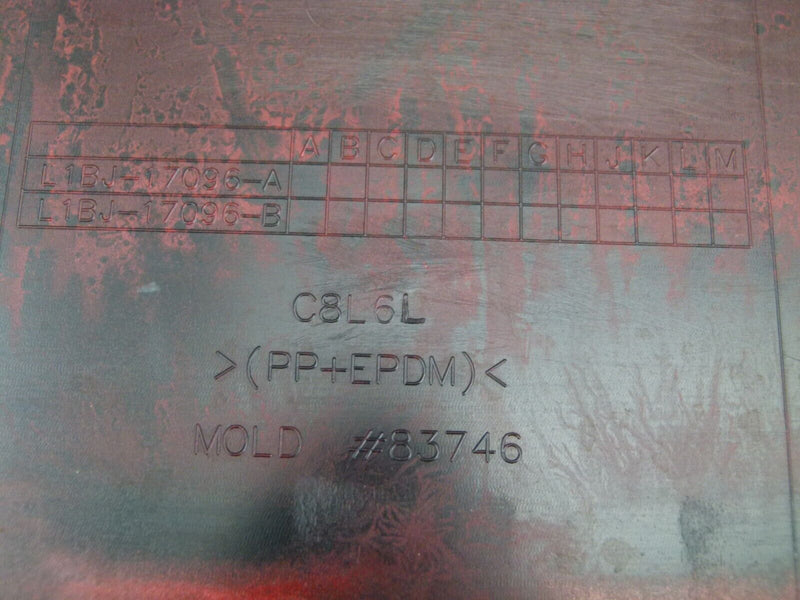 A B C D E F G H J K L M
L1BJ-17096-A
L1BJ-17096-B
C8L6L
>(PP+EPDM)<
MOLD #83746